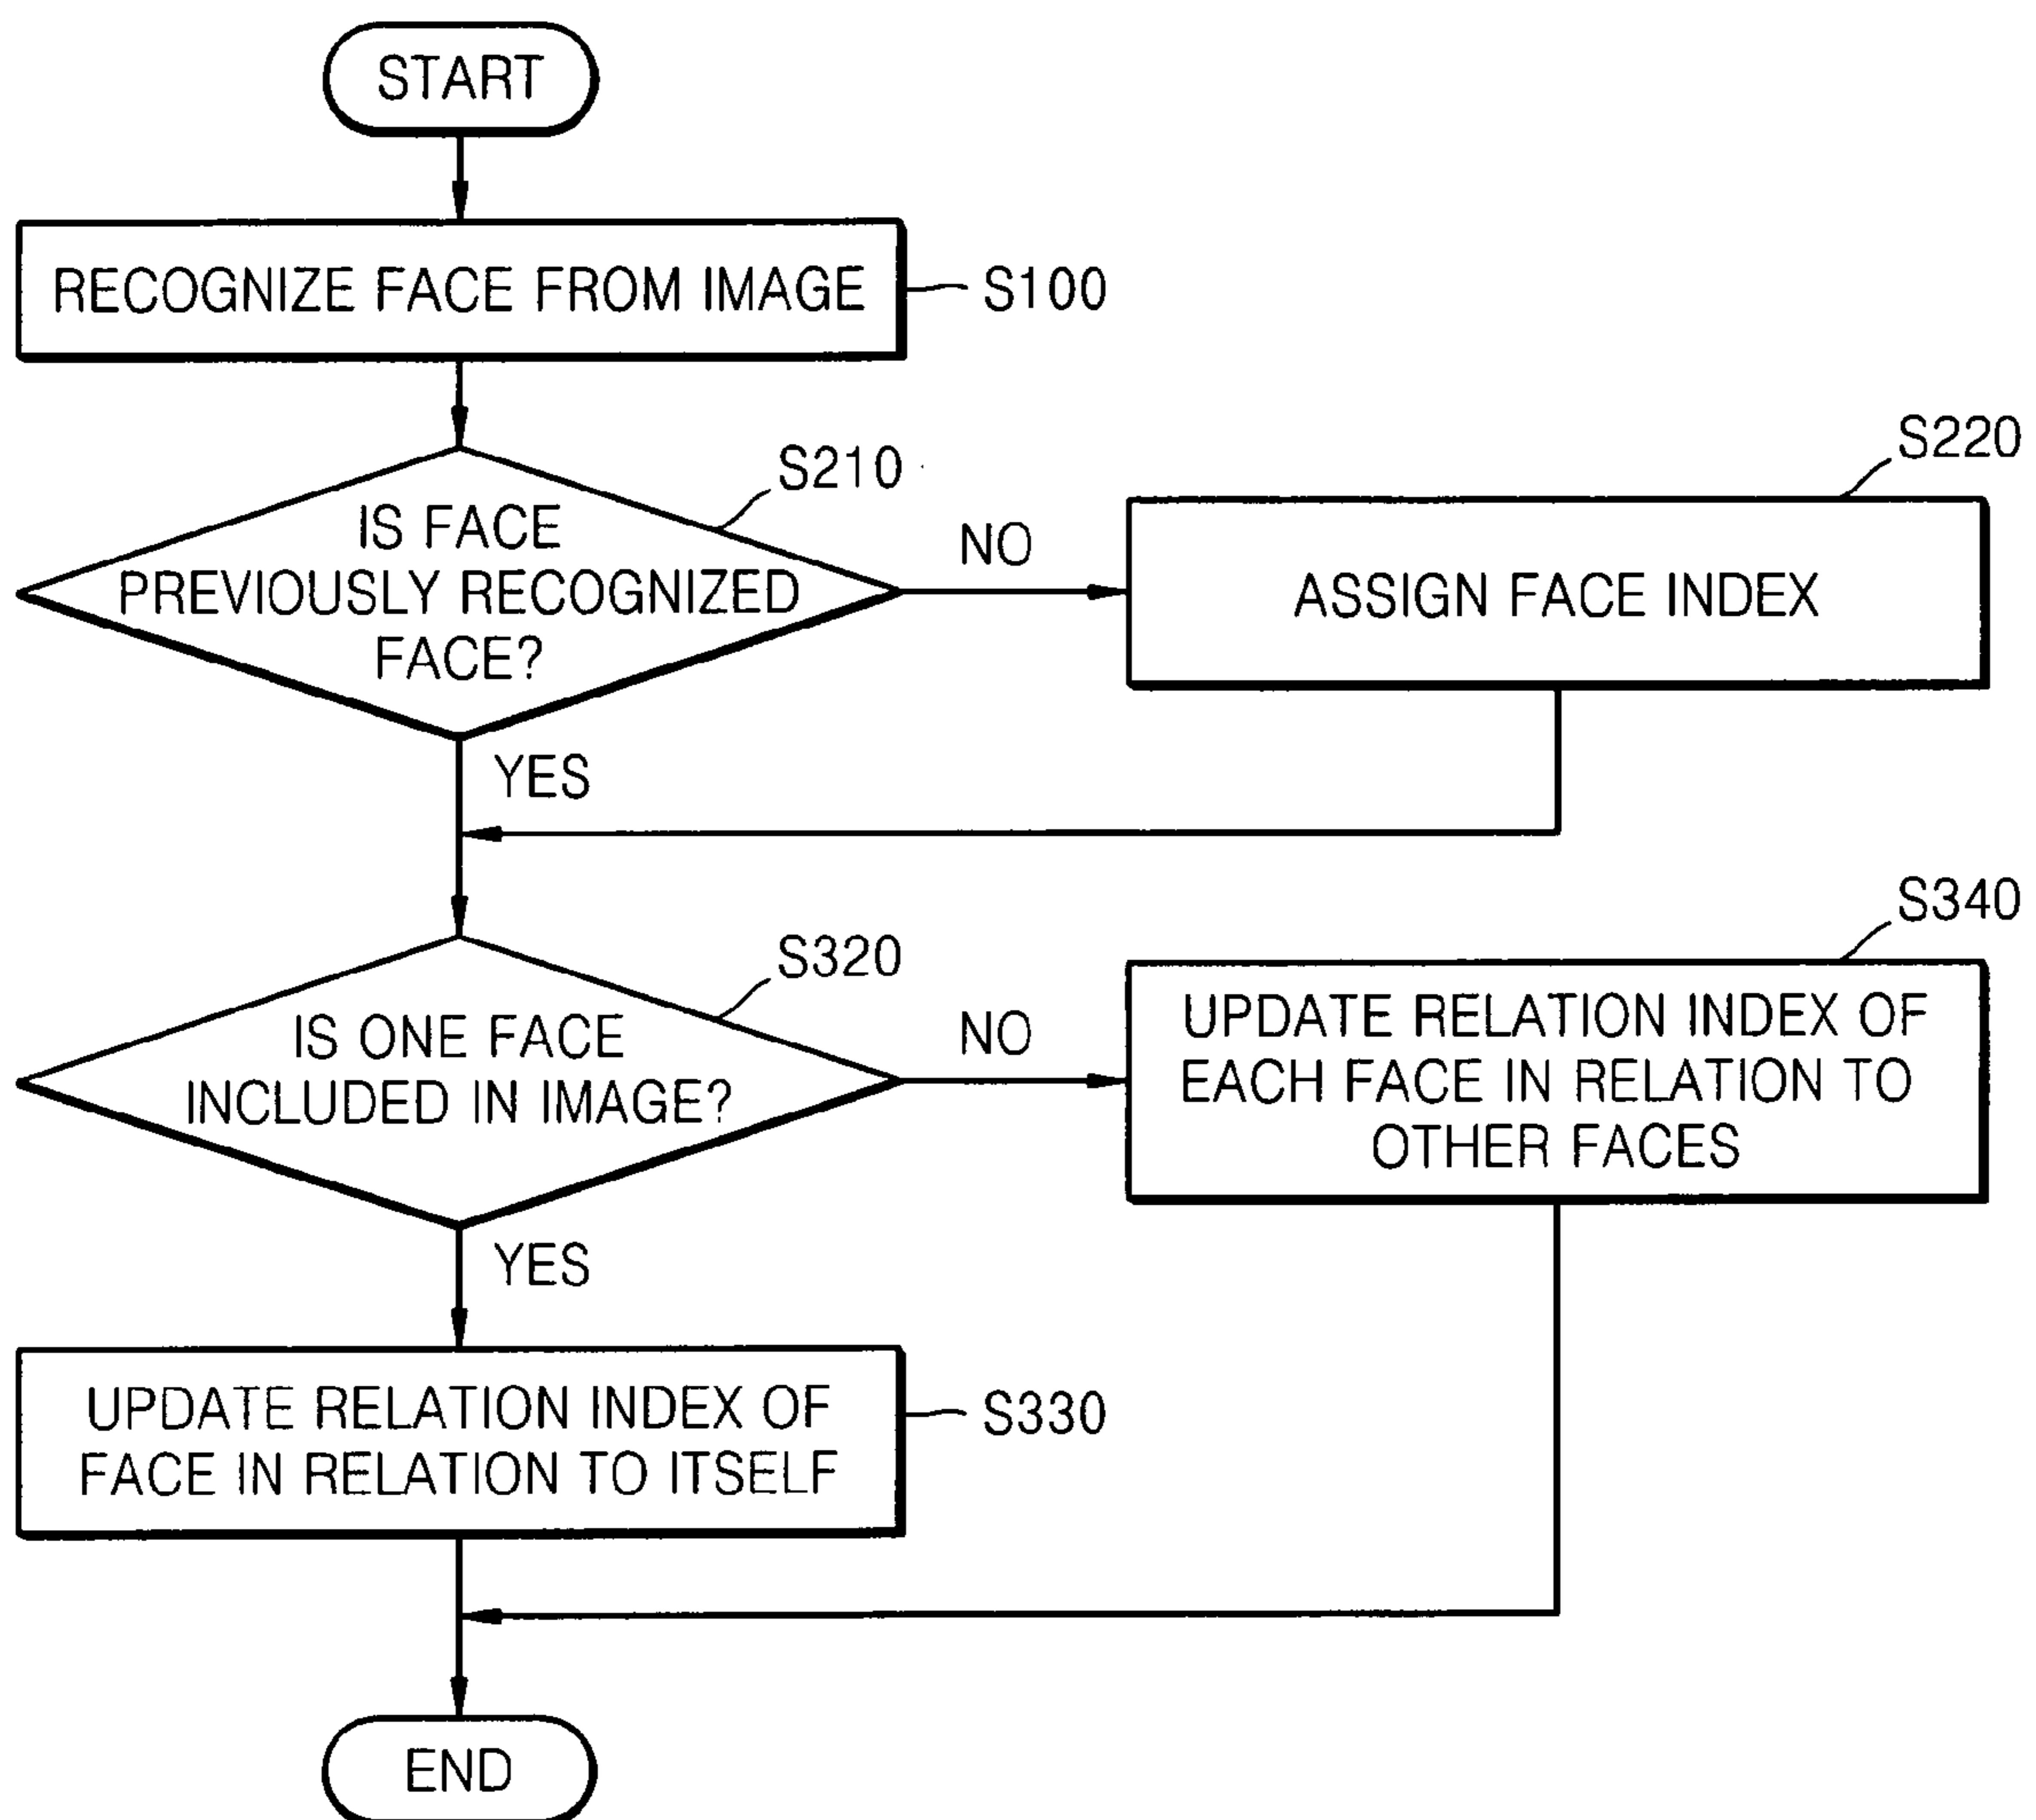 START
RECOGNIZE FACE FROM IMAGE
S100
S210
IS FACE
PREVIOUSLY RECOGNIZED
FACE?
NO
S220
ASSIGN FACE INDEX
YES
S320
IS ONE FACE
INCLUDED IN IMAGE?
NO
S340
UPDATE RELATION INDEX OF
EACH FACE IN RELATION TO
OTHER FACES
YES
UPDATE RELATION INDEX OF
FACE IN RELATION TO ITSELF
S330
END